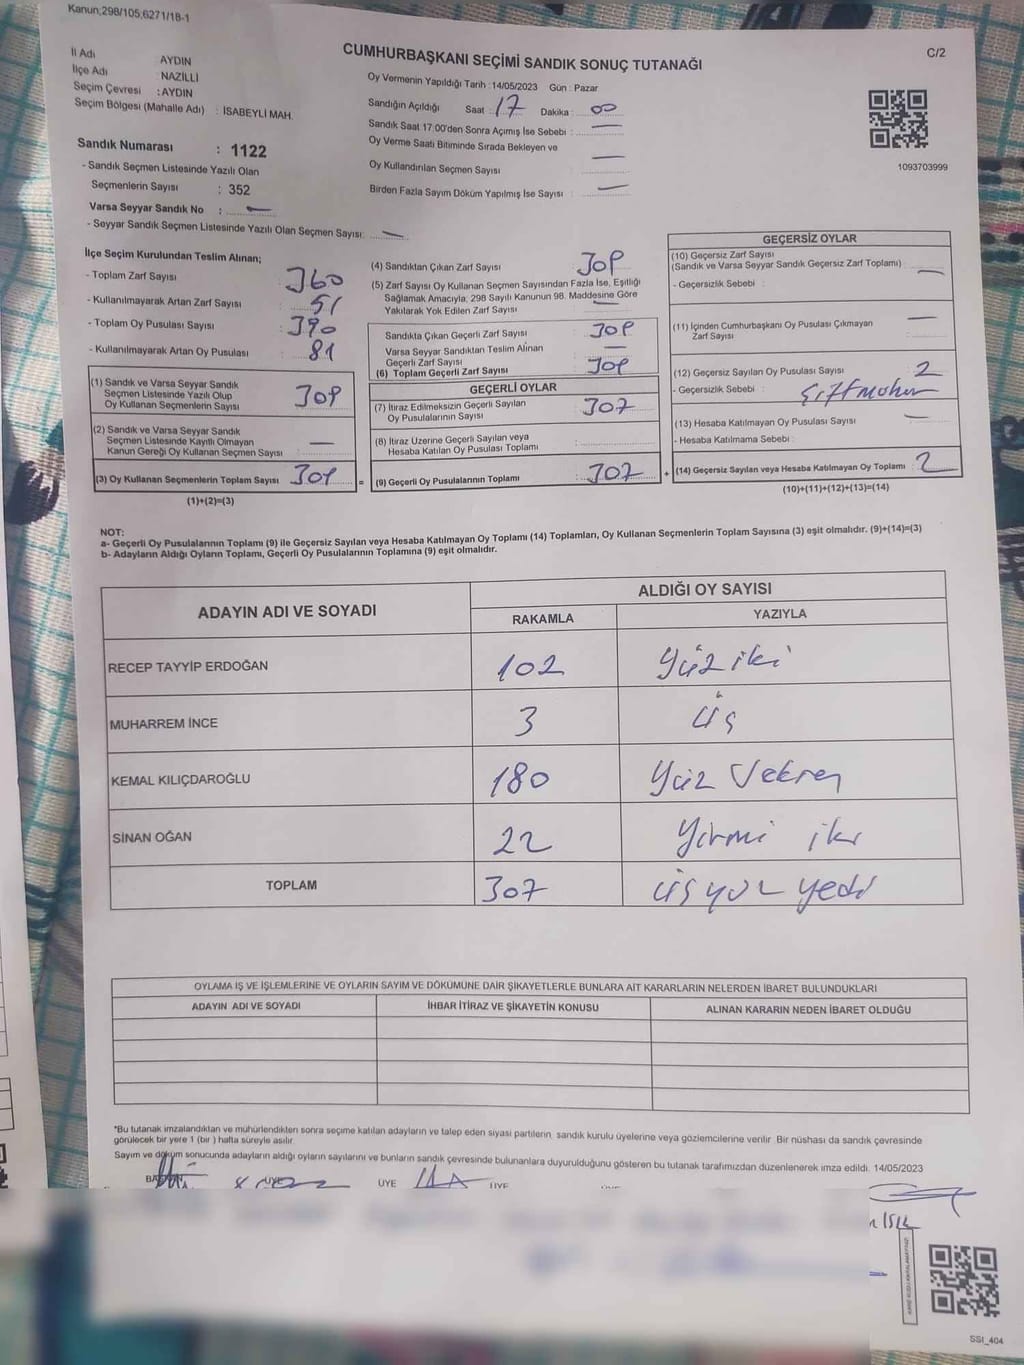 Kanun;298/105;6271/18-1
C/2
CUMHURBAŞKANI SEÇİMİ SANDIK SONUÇ TUTANAĞI
İl Adı : AYDIN
İlçe Adı : NAZİLLİ
Seçim Çevresi : AYDIN
Seçim Bölgesi (Mahalle Adı) : İSABEYLİ MAH.
Sandık Numarası : 1122
- Sandık Seçmen Listesinde Yazılı Olan
Seçmenlerin Sayısı : 352
Varsa Seyyar Sandık No : —
- Seyyar Sandık Seçmen Listesinde Yazılı Olan Seçmen Sayısı: —
Oy Vermenin Yapıldığı Tarih :14/05/2023 Gün : Pazar
Sandığın Açıldığı Saat : 17 Dakika : 00
Sandık Saat 17.00'den Sonra Açımış İse Sebebi : —
Oy Verme Saati Bitiminde Sırada Bekleyen ve
Oy Kullandırılan Seçmen Sayısı : —
Birden Fazla Sayım Döküm Yapılmış İse Sayısı : —
1093703999
İlçe Seçim Kurulundan Teslim Alınan;
- Toplam Zarf Sayısı : 360
- Kullanılmayarak Artan Zarf Sayısı : 51
- Toplam Oy Pusulası Sayısı : 390
- Kullanılmayarak Artan Oy Pusulası : 81
(1) Sandık ve Varsa Seyyar Sandık
Seçmen Listesinde Yazılı Olup
Oy Kullanan Seçmenlerin Sayısı 309
(2) Sandık ve Varsa Seyyar Sandık
Seçmen Listesinde Kayıtlı Olmayan
Kanun Gereği Oy Kullanan Seçmen Sayısı —
(3) Oy Kullanan Seçmenlerin Toplam Sayısı 309
(1)+(2)=(3)
(4) Sandıktan Çıkan Zarf Sayısı : 309
(5) Zarf Sayısı Oy Kullanan Seçmen Sayısından Fazla İse, Eşitliği
Sağlamak Amacıyla, 298 Sayılı Kanunun 98. Maddesine Göre
Yakılarak Yok Edilen Zarf Sayısı : —
Sandıkta Çıkan Geçerli Zarf Sayısı : 309
Varsa Seyyar Sandıktan Teslim Alınan
Geçerli Zarf Sayısı : —
(6) Toplam Geçerli Zarf Sayısı : 309
GEÇERLİ OYLAR
(7) İtiraz Edilmeksizin Geçerli Sayılan
Oy Pusulalarının Sayısı : 307
(8) İtiraz Üzerine Geçerli Sayılan veya
Hesaba Katılan Oy Pusulası Toplamı :
= (9) Geçerli Oy Pusulalarının Toplamı : 307
GEÇERSİZ OYLAR
(10) Geçersiz Zarf Sayısı
(Sandık ve Varsa Seyyar Sandık Geçersiz Zarf Toplamı) : —
- Geçersizlik Sebebi :
(11) İçinden Cumhurbaşkanı Oy Pusulası Çıkmayan —
Zarf Sayısı :
(12) Geçersiz Sayılan Oy Pusulası Sayısı : 2
- Geçersizlik Sebebi : Çift mühür
(13) Hesaba Katılmayan Oy Pusulası Sayısı : —
- Hesaba Katılmama Sebebi :
+ (14) Geçersiz Sayılan veya Hesaba Katılmayan Oy Toplamı : 2
(10)+(11)+(12)+(13)=(14)
NOT:
a- Geçerli Oy Pusulalarının Toplamı (9) ile Geçersiz Sayılan veya Hesaba Katılmayan Oy Toplamı (14) Toplamları, Oy Kullanan Seçmenlerin Toplam Sayısına (3) eşit olmalıdır. (9)+(14)=(3)
b- Adayların Aldığı Oyların Toplamı, Geçerli Oy Pusulalarının Toplamına (9) eşit olmalıdır.
ADAYIN ADI VE SOYADI
ALDIĞI OY SAYISI
RAKAMLA YAZIYLA
RECEP TAYYİP ERDOĞAN 102 Yüz iki
MUHARREM İNCE 3 Üç
KEMAL KILIÇDAROĞLU 180 Yüz Seksen
SİNAN OĞAN 22 Yirmi iki
TOPLAM 307 üç yüz yedi
OYLAMA İŞ VE İŞLEMLERİNE VE OYLARIN SAYIM VE DÖKÜMÜNE DAİR ŞİKAYETLERLE BUNLARA AİT KARARLARIN NELERDEN İBARET BULUNDUKLARI
ADAYIN ADI VE SOYADI İHBAR İTİRAZ VE ŞİKAYETİN KONUSU ALINAN KARARIN NEDEN İBARET OLDUĞU
*Bu tutanak imzalandıktan ve mühürlendikten sonra seçime katılan adayların ve talep eden siyasi partilerin, sandık kurulu üyelerine veya gözlemcilerine verilir. Bir nüshası da sandık çevresinde
görülecek bir yere 1 (bir ) hafta süreyle asılır.
Sayım ve döküm sonucunda adayların aldığı oyların sayılarını ve bunların sandık çevresinde bulunanlara duyurulduğunu gösteren bu tutanak tarafımızdan düzenlenerek imza edildi. 14/05/2023
BAŞKAN ÜYE ÜYE ÜYE
SSI_404